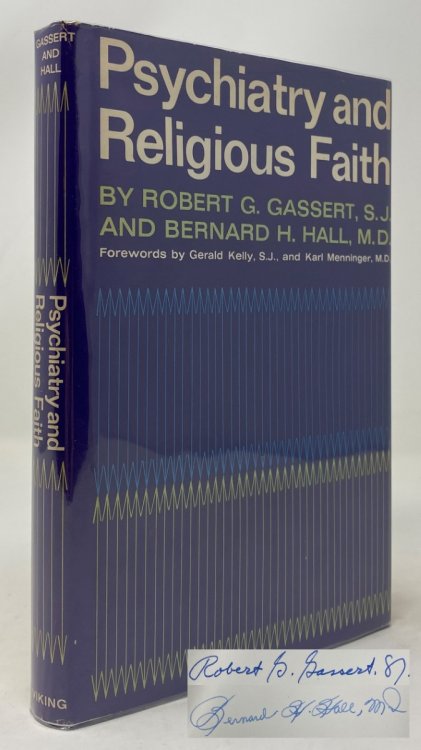 GASSERT
AND
HALL
Psychiatry and
Religious Faith
VIKING
Psychiatry and
Religious Faith
BY ROBERT G. GASSERT, S.J.
AND BERNARD H. HALL, M.D.
Forewords by Gerald Kelly, S.J., and Karl Menninger, M.D.
Robert G. Gassert. S.J.
Bernard H. Hall, MD